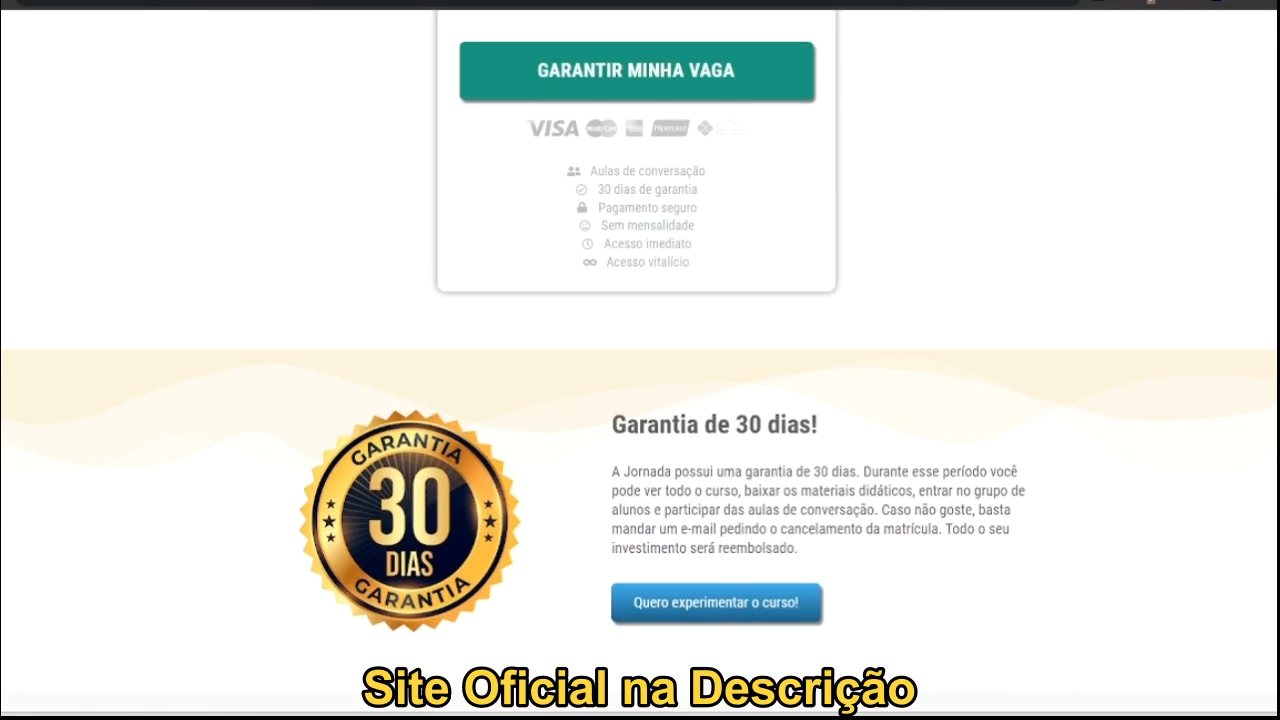 GARANTIR MINHA VAGA
VISA MasterCard Hipercard
Aulas de conversação
30 dias de garantia
Pagamento seguro
Sem mensalidade
Acesso imediato
Acesso vitalício
GARANTIA
30
DIAS
GARANTIA
Garantia de 30 dias!
A Jornada possui uma garantia de 30 dias. Durante esse período você
pode ver todo o curso, baixar os materiais didáticos, entrar no grupo de
alunos e participar das aulas de conversação. Caso não goste, basta
mandar um e-mail pedindo o cancelamento da matrícula. Todo o seu
investimento será reembolsado.
Quero experimentar o curso!
Site Oficial na Descrição